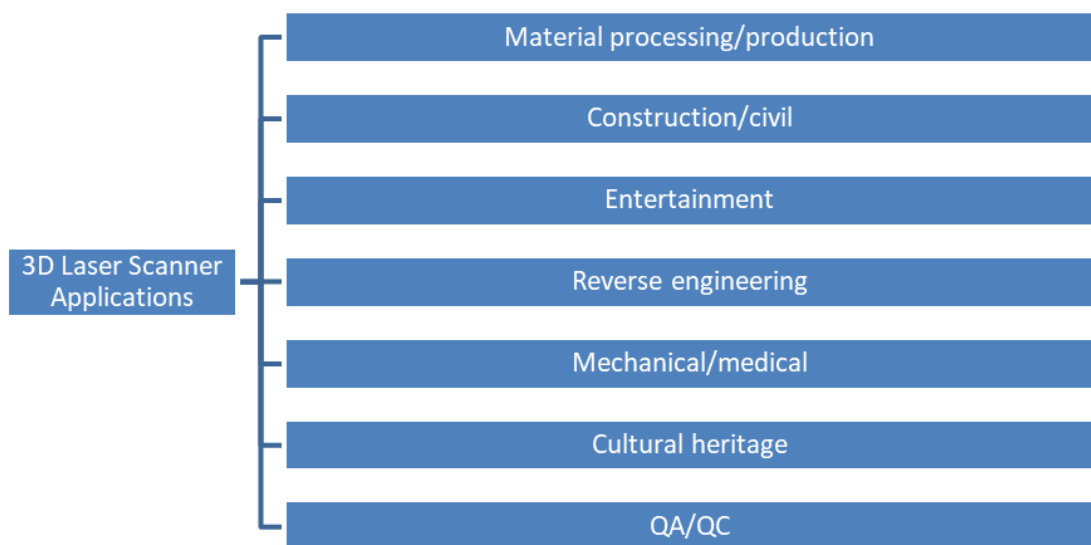 3D Laser Scanner
Applications
Material processing/production
Construction/civil
Entertainment
Reverse engineering
Mechanical/medical
Cultural heritage
QA/QC